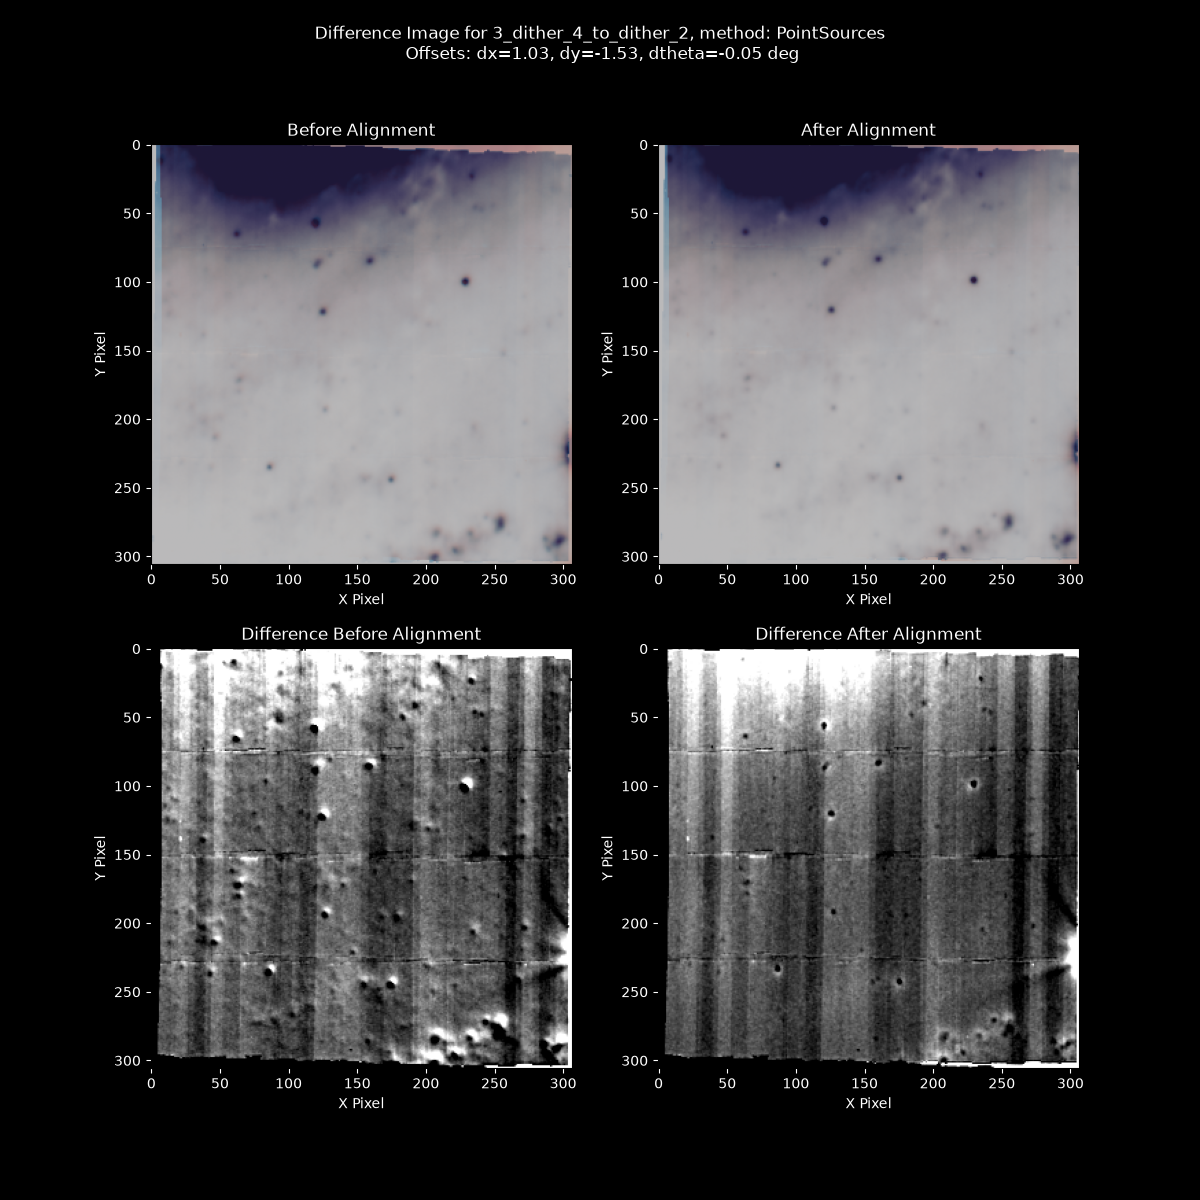 Difference Image for 3_dither_4_to_dither_2, method: PointSources
Offsets: dx=1.03, dy=-1.53, dtheta=-0.05 deg
Before Alignment
After Alignment
0
50
100
150
200
250
300
Y Pixel
0 50 100 150 200 250 300
X Pixel
0
50
100
150
200
250
300
Y Pixel
0 50 100 150 200 250 300
X Pixel
Difference Before Alignment
Difference After Alignment
0
50
100
150
200
250
300
Y Pixel
0 50 100 150 200 250 300
X Pixel
0
50
100
150
200
250
300
Y Pixel
0 50 100 150 200 250 300
X Pixel